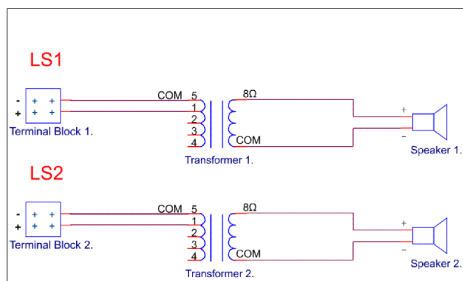 LS1
COM 5
8Ω
-
1
+
2
3
4
COM
+
−
Terminal Block 1.
Transformer 1.
Speaker 1.
LS2
COM 5
8Ω
-
1
+
2
3
4
COM
+
−
Terminal Block 2.
Transformer 2.
Speaker 2.